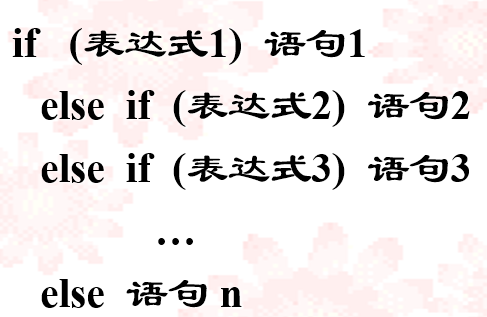 if (表达式1) 语句1
else if (表达式2) 语句2
else if (表达式3) 语句3
…
else 语句 n